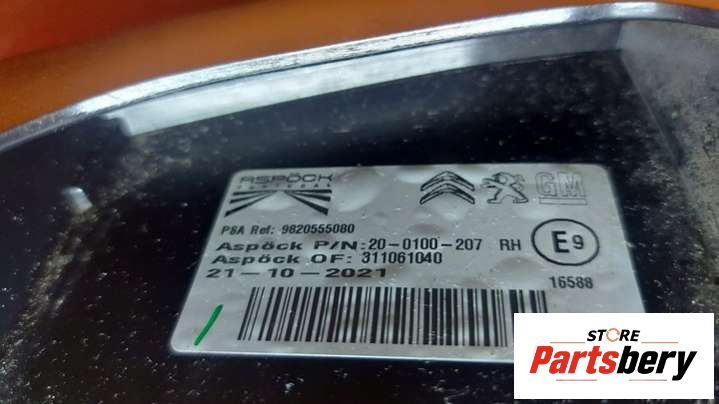 ASPÖCK
PORTUGAL
GM
PSA Ref: 9820555080
Aspöck P/N: 20-0100-207 RH
E9
Aspöck OF: 311061040
21-10-2021
16588
STORE
Partsbery